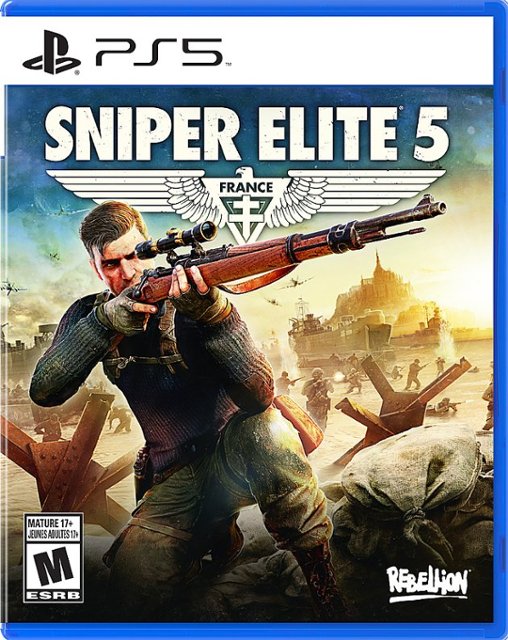 PS5
SNIPER ELITE 5
FRANCE
MATURE 17+
JEUNES ADULTES 17+
M
ESRB
REBELLION